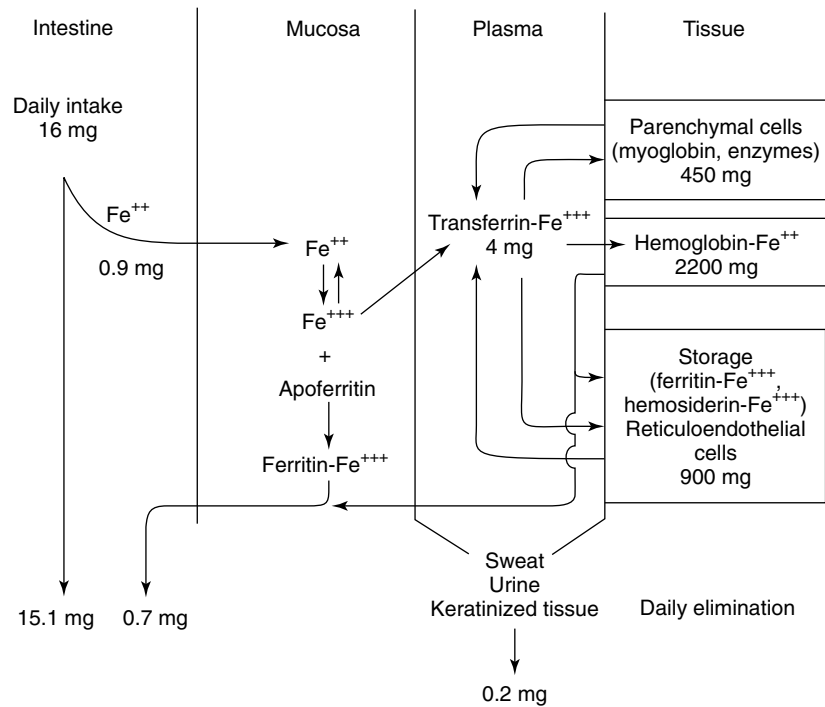 Intestine
Mucosa
Plasma
Tissue
Daily intake
16 mg
Fe++
0.9 mg
Fe++
Fe+++
+
Apoferritin
Ferritin-Fe+++
Transferrin-Fe+++
4 mg
Parenchymal cells
(myoglobin, enzymes)
450 mg
Hemoglobin-Fe++
2200 mg
Storage
(ferritin-Fe+++,
hemosiderin-Fe+++)
Reticuloendothelial
cells
900 mg
Sweat
Urine
Keratinized tissue
Daily elimination
15.1 mg
0.7 mg
0.2 mg